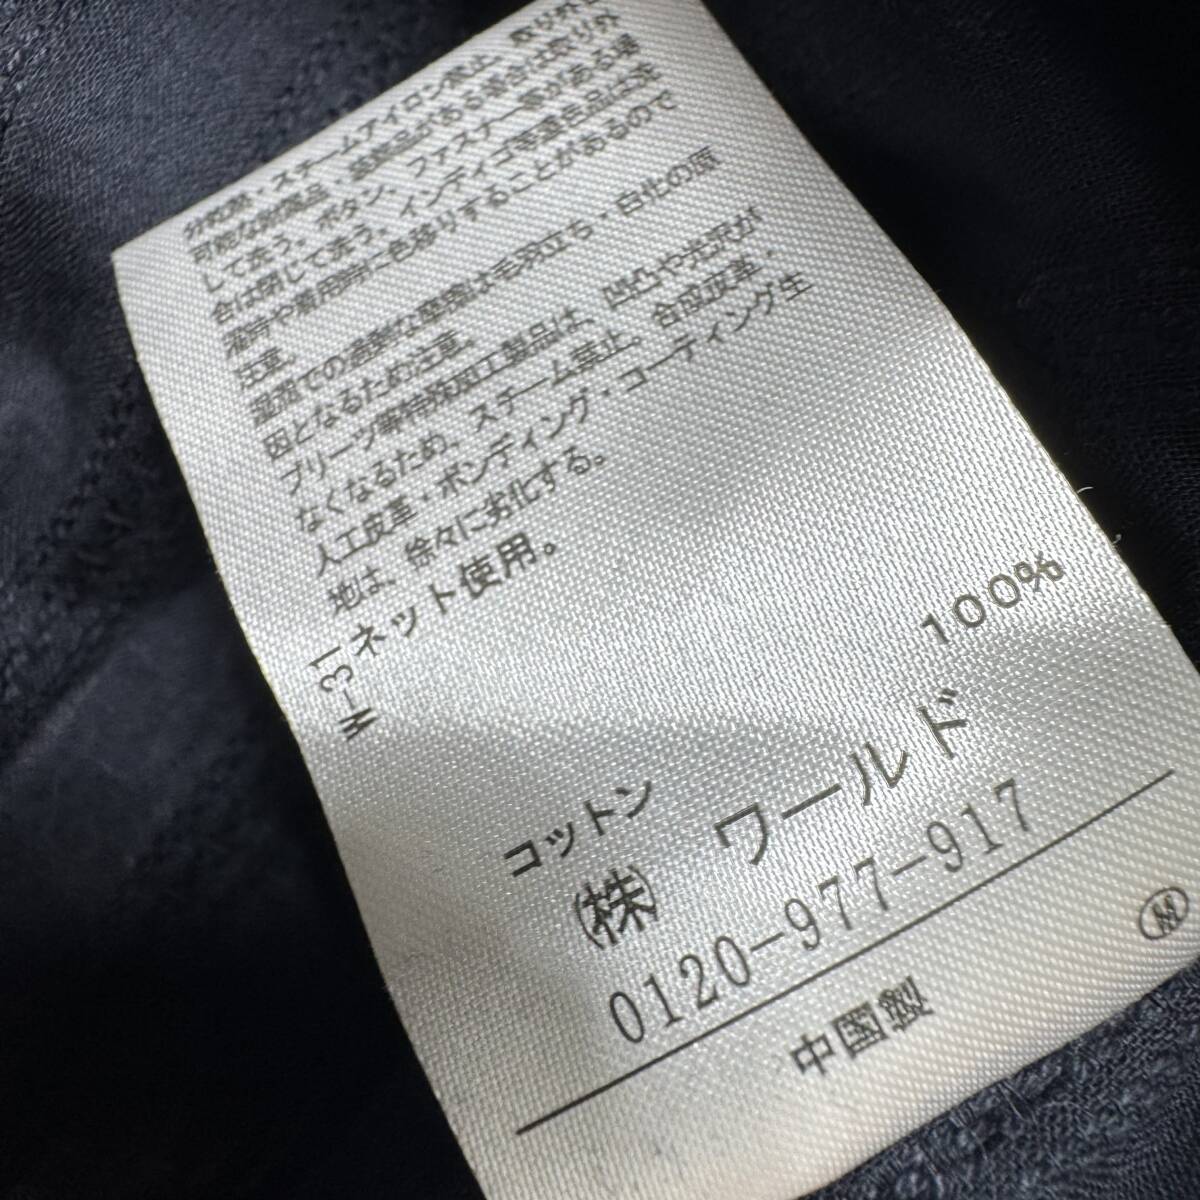 分転除・スチームアイロン禁止 取り外し
可能な付属品・装飾品がある場合は取り外
して洗う。ボタン、ファスナー等がある場
合は閉じて洗う。インディゴ等濃色品は洗
濯時や着用時に色移りすることがあるので
注意。
着用での過剰な摩擦は毛羽立ち・白化の原
因となるため注意。
プリーツ等特殊加工製品は、凹凸や光沢が
なくなるため、スチーム禁止、合成皮革・
人工皮革・ボンディング・コーティング生
地は、徐々に劣化する。
W-31ネット使用。
コットン 100%
(株) ワールド
0120-977-917
中国製
M